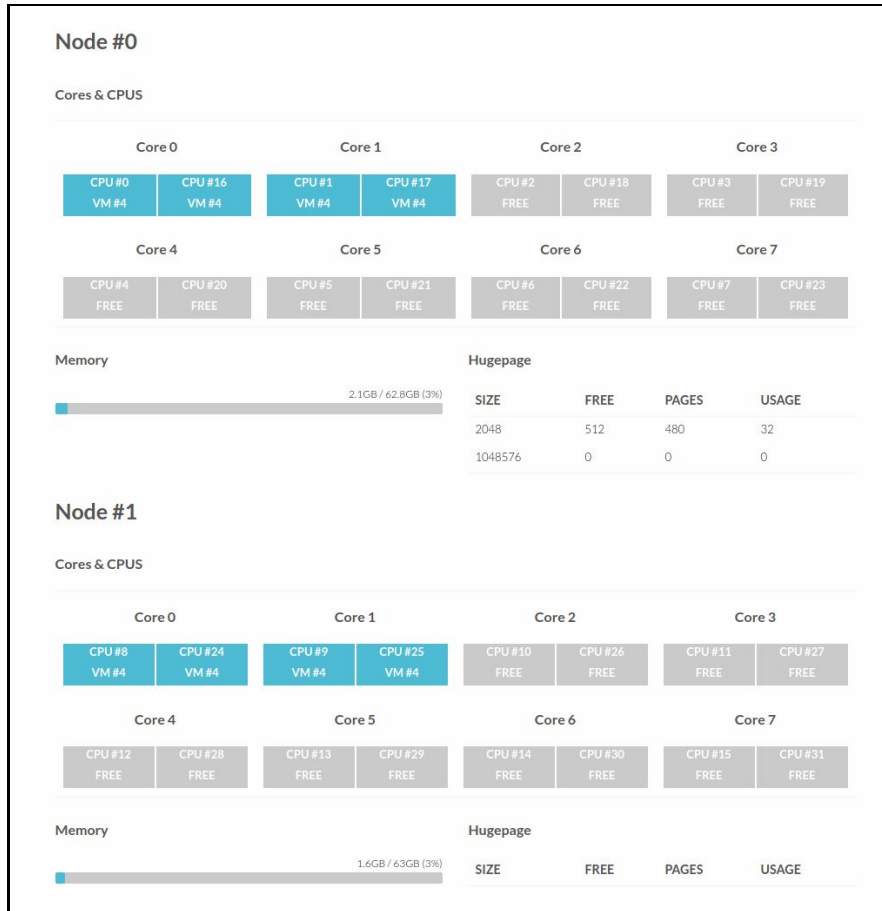 Node #0
Cores & CPUS
Core 0 Core 1 Core 2 Core 3
CPU #0 CPU #16 CPU #1 CPU #17 CPU #2 CPU #18 CPU #3 CPU #19
VM #4 VM #4 VM #4 VM #4 FREE FREE FREE FREE
Core 4 Core 5 Core 6 Core 7
CPU #4 CPU #20 CPU #5 CPU #21 CPU #6 CPU #22 CPU #7 CPU #23
FREE FREE FREE FREE FREE FREE FREE FREE
Memory Hugepage
2.1GB / 62.8GB (3%)
SIZE FREE PAGES USAGE
2048 512 480 32
1048576 0 0 0
Node #1
Cores & CPUS
Core 0 Core 1 Core 2 Core 3
CPU #8 CPU #24 CPU #9 CPU #25 CPU #10 CPU #26 CPU #11 CPU #27
VM #4 VM #4 VM #4 VM #4 FREE FREE FREE FREE
Core 4 Core 5 Core 6 Core 7
CPU #12 CPU #28 CPU #13 CPU #29 CPU #14 CPU #30 CPU #15 CPU #31
FREE FREE FREE FREE FREE FREE FREE FREE
Memory Hugepage
1.6GB / 63GB (3%)
SIZE FREE PAGES USAGE